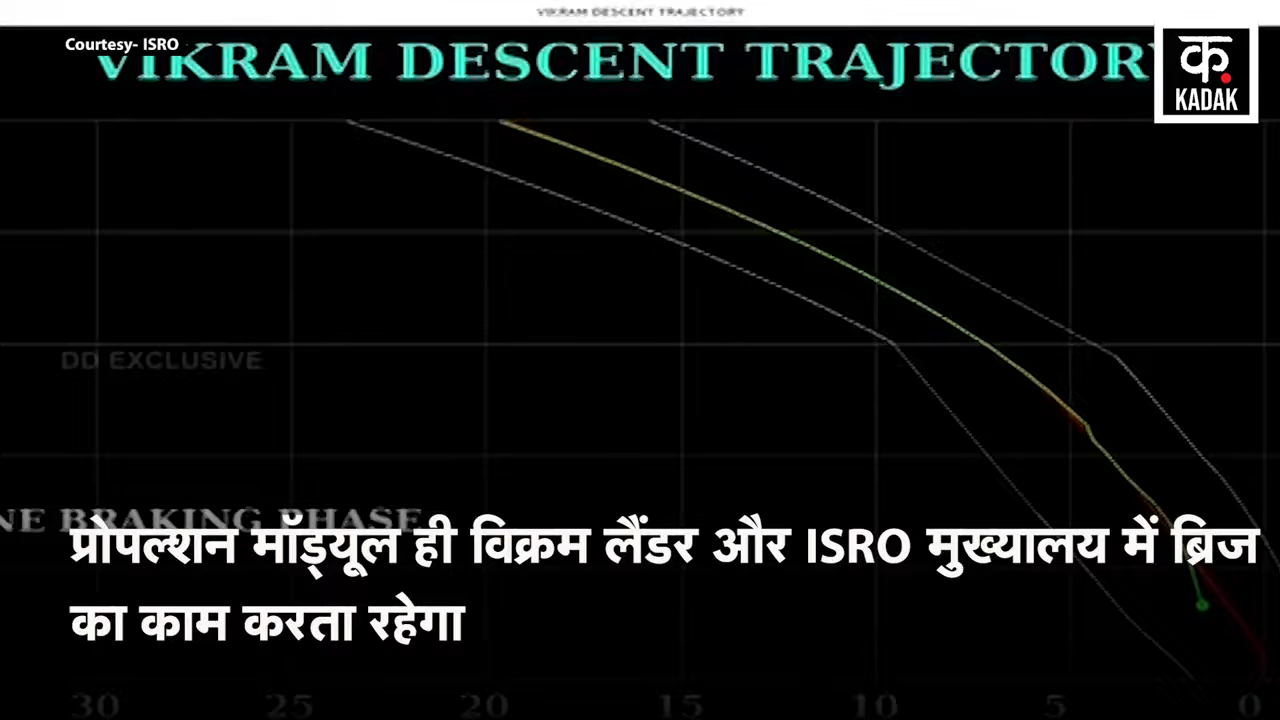 VIKRAM DESCENT TRAJECTORY
Courtesy- ISRO
VIKRAM DESCENT TRAJECTORY
क.
KADAK
DD EXCLUSIVE
NE BRAKING PHASE
प्रोपल्शन मॉड्यूल ही विक्रम लैंडर और ISRO मुख्यालय में ब्रिज
का काम करता रहेगा
30 25 20 15 10 5 0